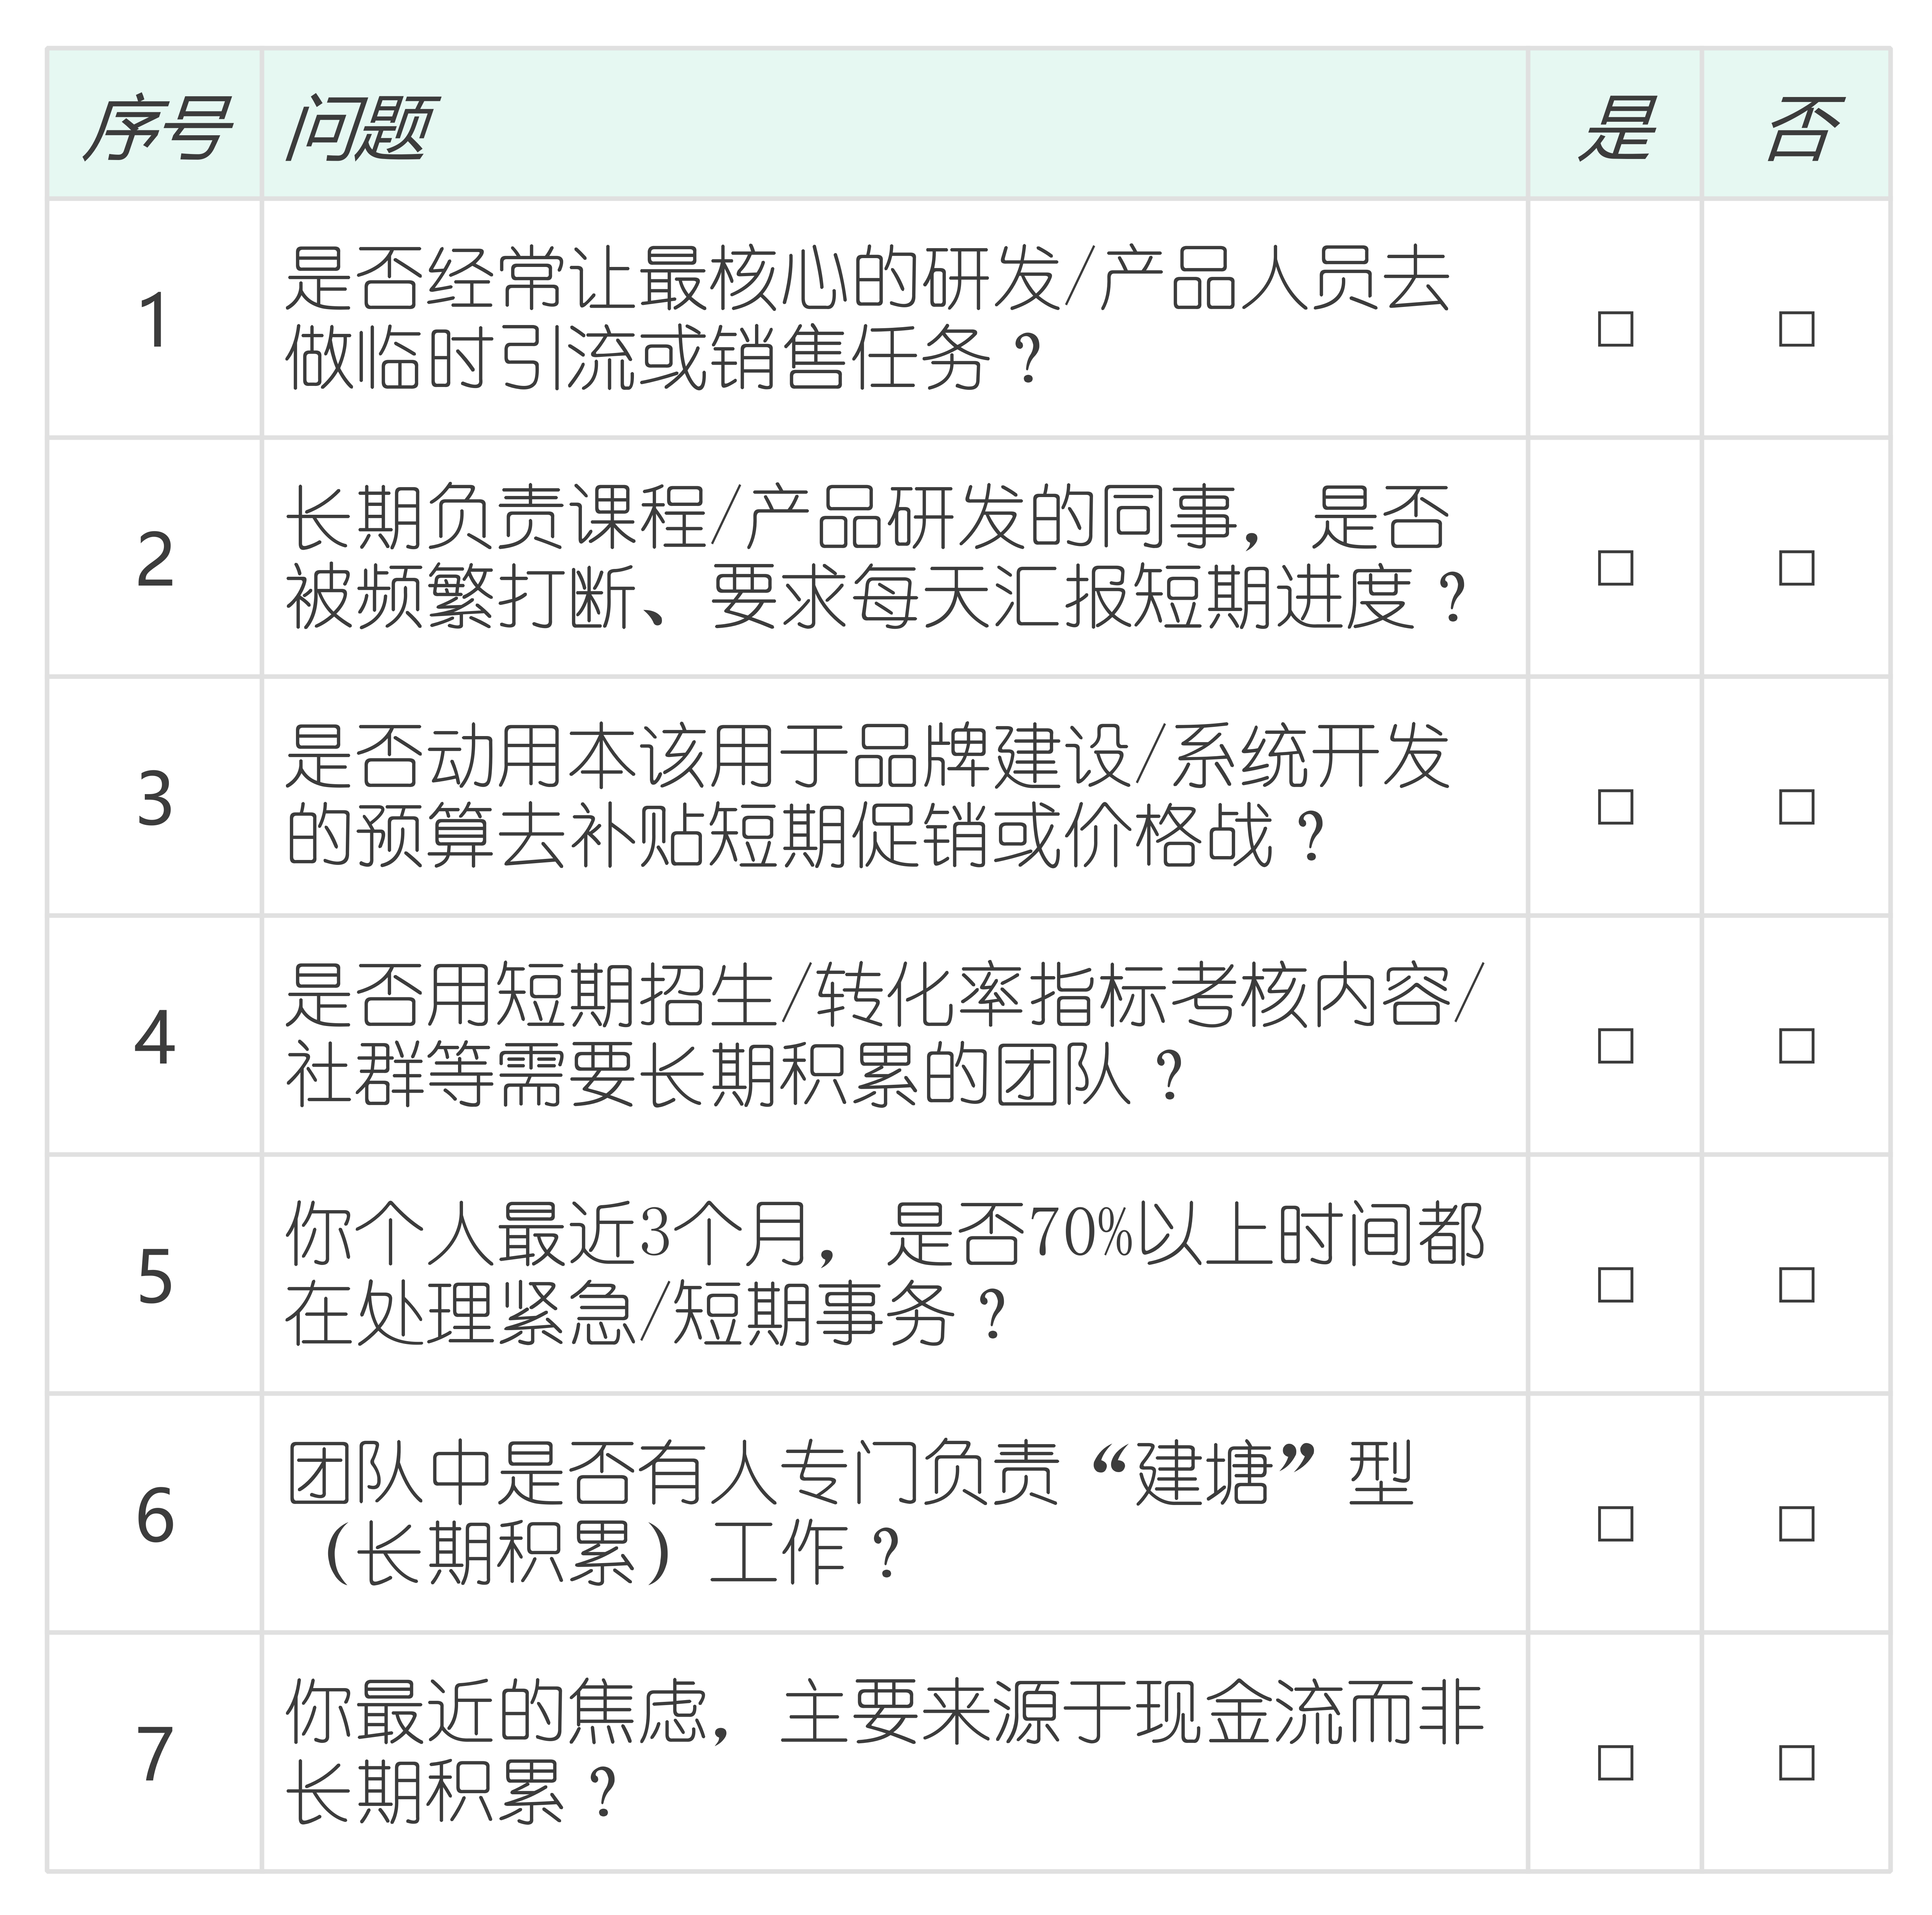 序号 问题 是 否
1 是否经常让最核心的研发/产品人员去
做临时引流或销售任务？ □ □
2 长期负责课程/产品研发的同事，是否
被频繁打断、要求每天汇报短期进度？ □ □
3 是否动用本该用于品牌建设/系统开发
的预算去补贴短期促销或价格战？ □ □
4 是否用短期招生/转化率指标考核内容/
社群等需要长期积累的团队？ □ □
5 你个人最近3个月，是否70%以上时间都
在处理紧急/短期事务？ □ □
6 团队中是否有人专门负责“建塘”型
（长期积累）工作？ □ □
7 你最近的焦虑，主要来源于现金流而非
长期积累？ □ □